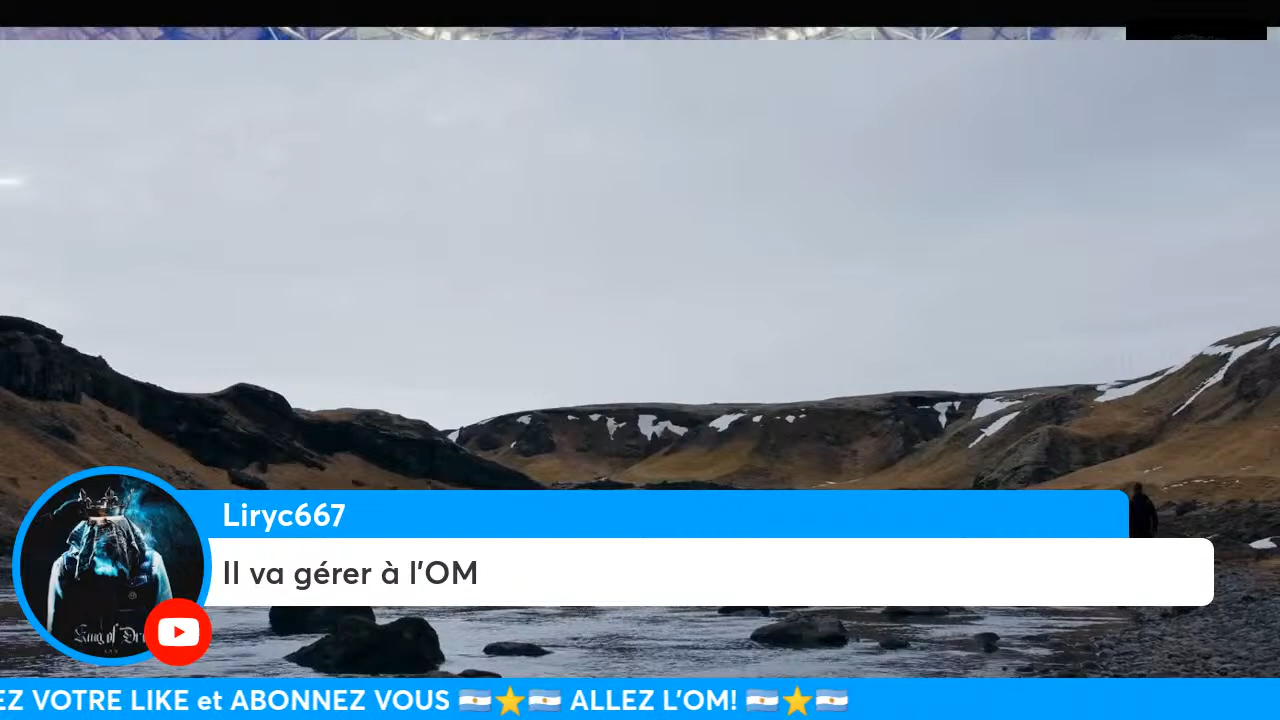 Liryc667
Il va gérer à l'OM
EZ VOTRE LIKE et ABONNEZ VOUS 🇦🇷⭐🇦🇷 ALLEZ L'OM! 🇦🇷⭐🇦🇷